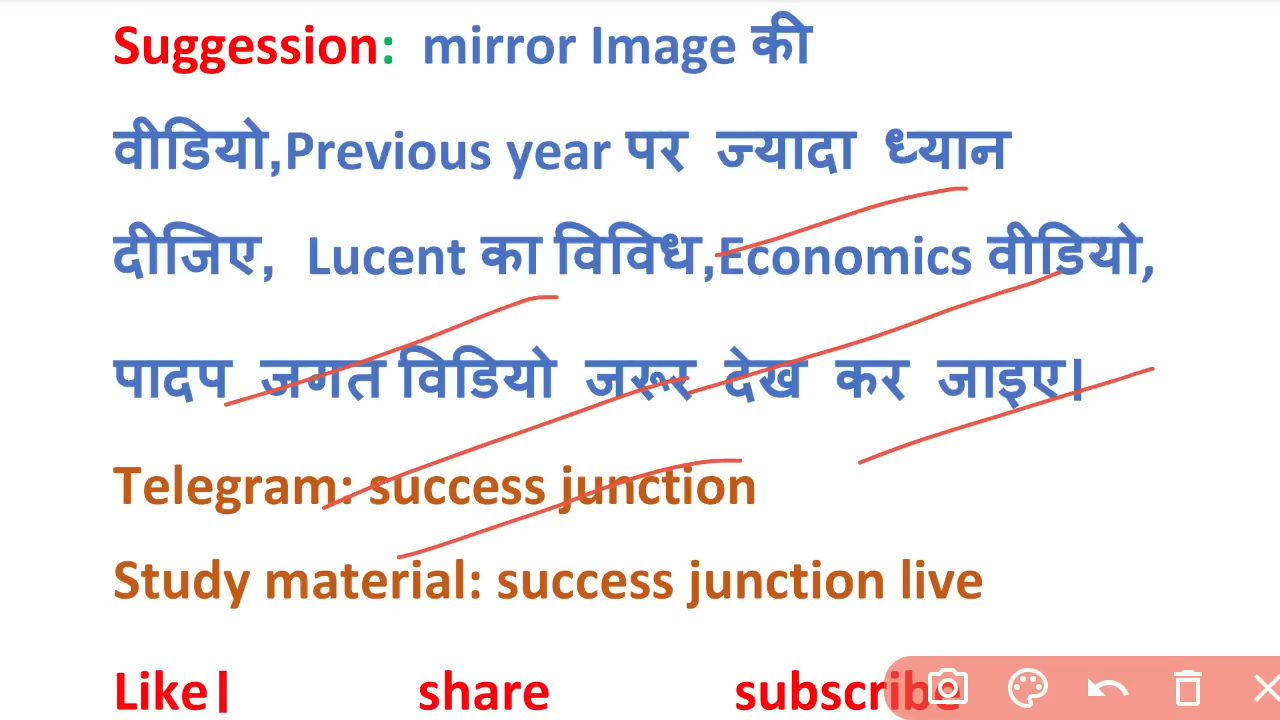 Suggession: mirror Image की
वीडियो,Previous year पर ज्यादा ध्यान
दीजिए, Lucent का विविध,Economics वीडियो,
पादप जगत विडियो जरूर देख कर जाइए।
Telegram: success junction
Study material: success junction live
Like| share subscribe